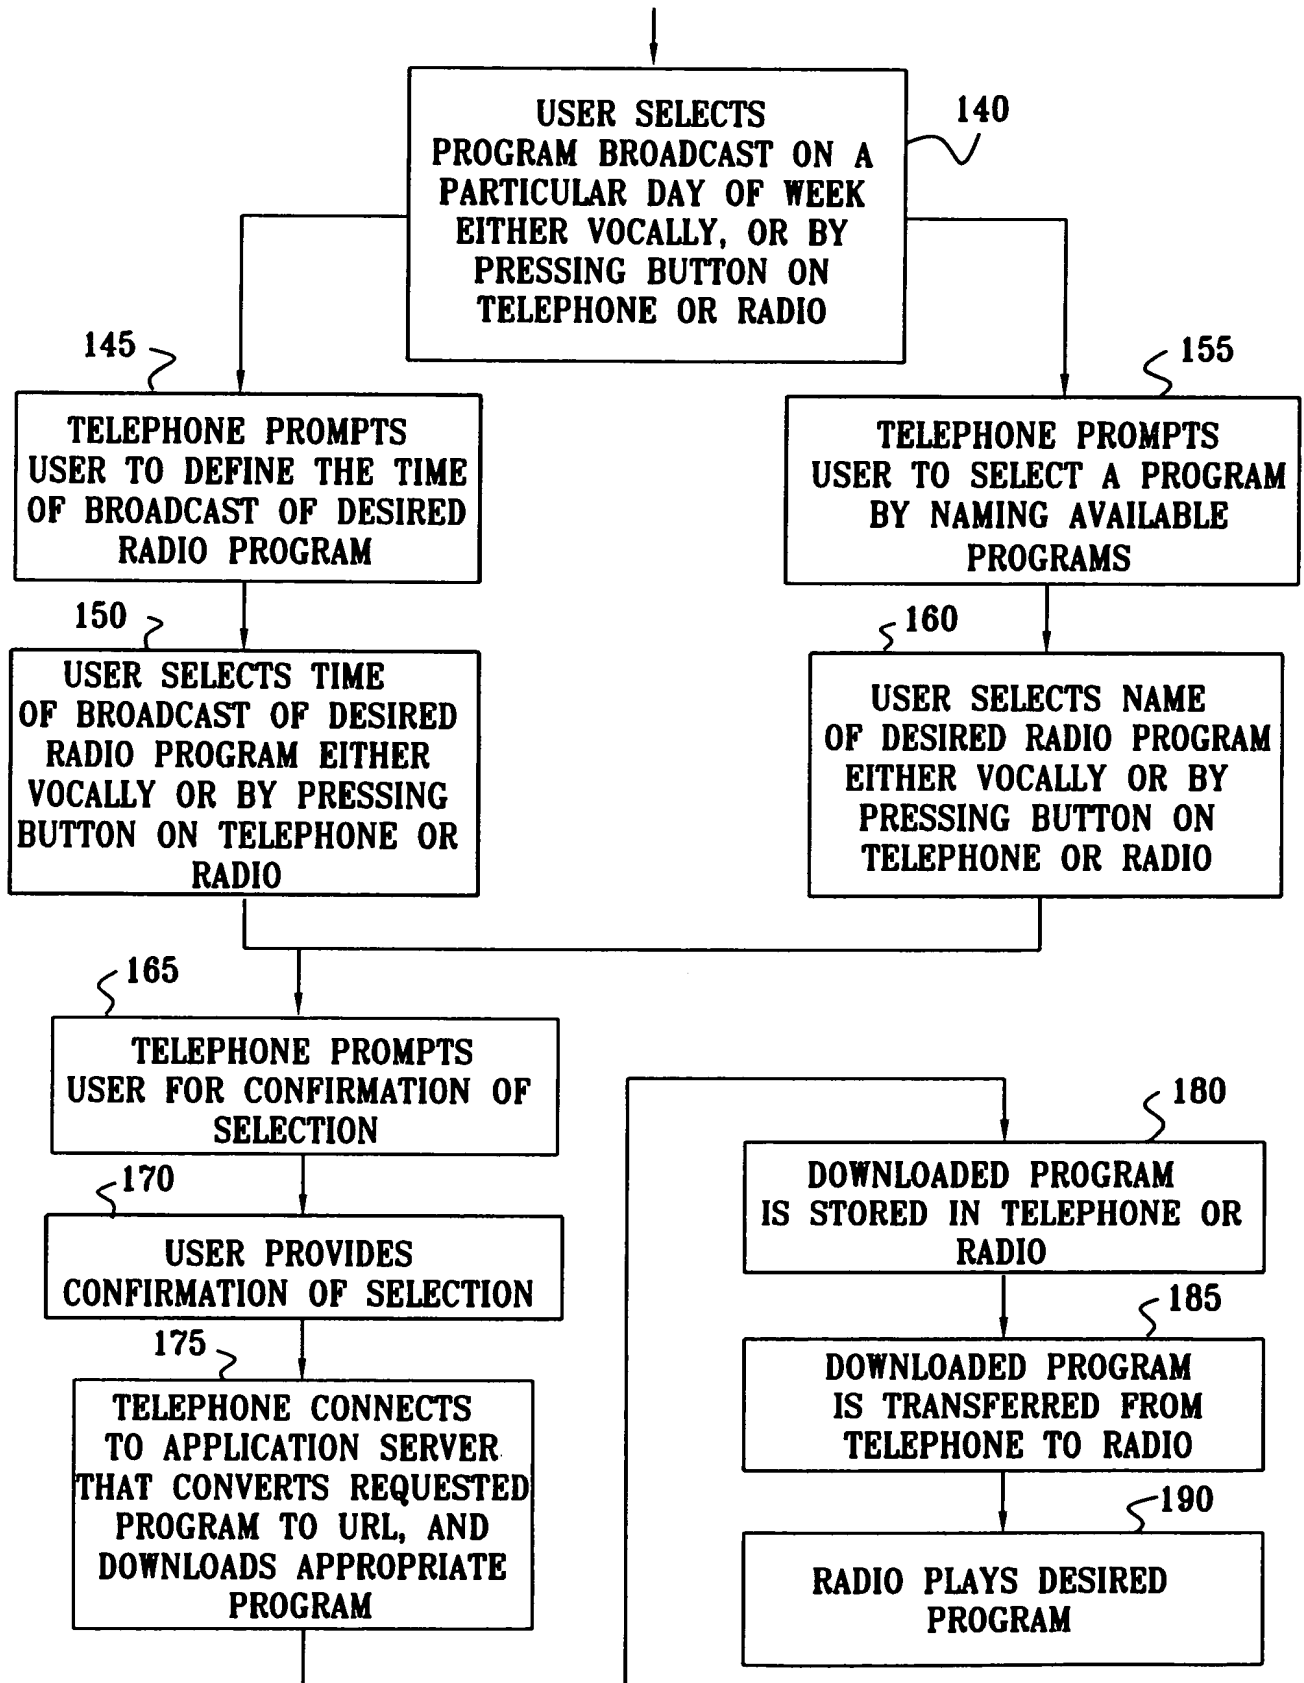 140
USER SELECTS
PROGRAM BROADCAST ON A
PARTICULAR DAY OF WEEK
EITHER VOCALLY, OR BY
PRESSING BUTTON ON
TELEPHONE OR RADIO
145
TELEPHONE PROMPTS
USER TO DEFINE THE TIME
OF BROADCAST OF DESIRED
RADIO PROGRAM
155
TELEPHONE PROMPTS
USER TO SELECT A PROGRAM
BY NAMING AVAILABLE
PROGRAMS
150
USER SELECTS TIME
OF BROADCAST OF DESIRED
RADIO PROGRAM EITHER
VOCALLY OR BY PRESSING
BUTTON ON TELEPHONE OR
RADIO
160
USER SELECTS NAME
OF DESIRED RADIO PROGRAM
EITHER VOCALLY OR BY
PRESSING BUTTON ON
TELEPHONE OR RADIO
165
TELEPHONE PROMPTS
USER FOR CONFIRMATION OF
SELECTION
170
USER PROVIDES
CONFIRMATION OF SELECTION
175
TELEPHONE CONNECTS
TO APPLICATION SERVER
THAT CONVERTS REQUESTED
PROGRAM TO URL, AND
DOWNLOADS APPROPRIATE
PROGRAM
180
DOWNLOADED PROGRAM
IS STORED IN TELEPHONE OR
RADIO
185
DOWNLOADED PROGRAM
IS TRANSFERRED FROM
TELEPHONE TO RADIO
190
RADIO PLAYS DESIRED
PROGRAM